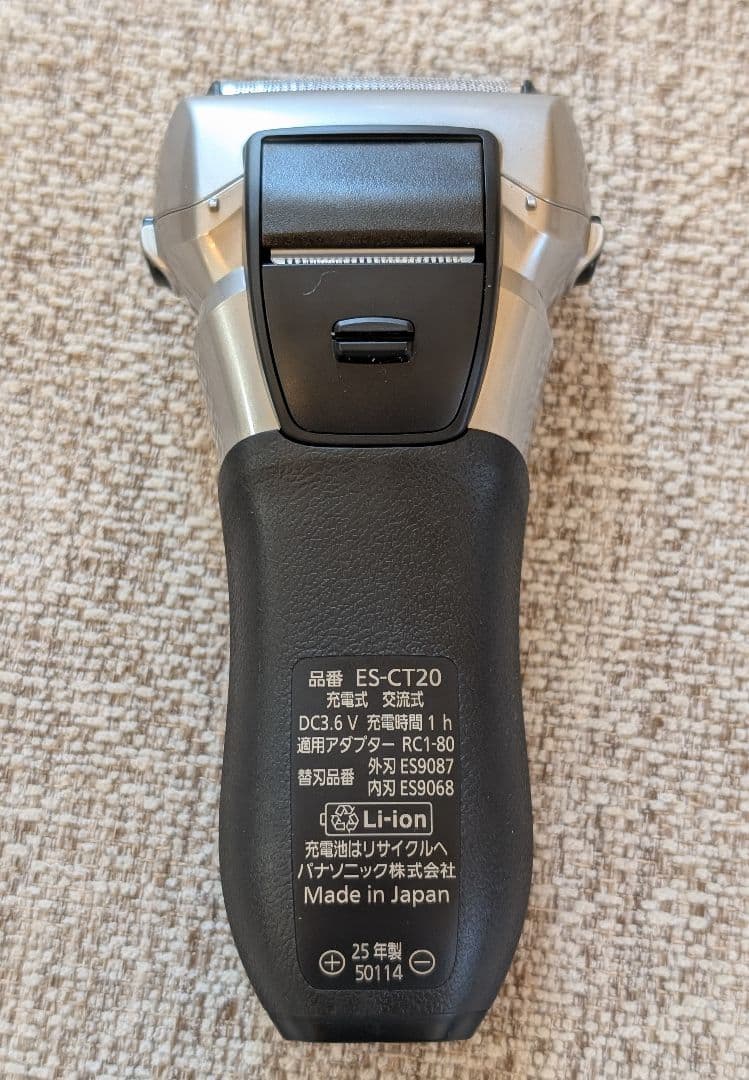 品番 ES-CT20
充電式 交流式
DC3.6 V 充電時間 1 h
適用アダプター RC1-80
替刃品番 外刃 ES9087
内刃 ES9068
Li-ion
充電池はリサイクルへ
パナソニック株式会社
Made in Japan
25 年製
50114